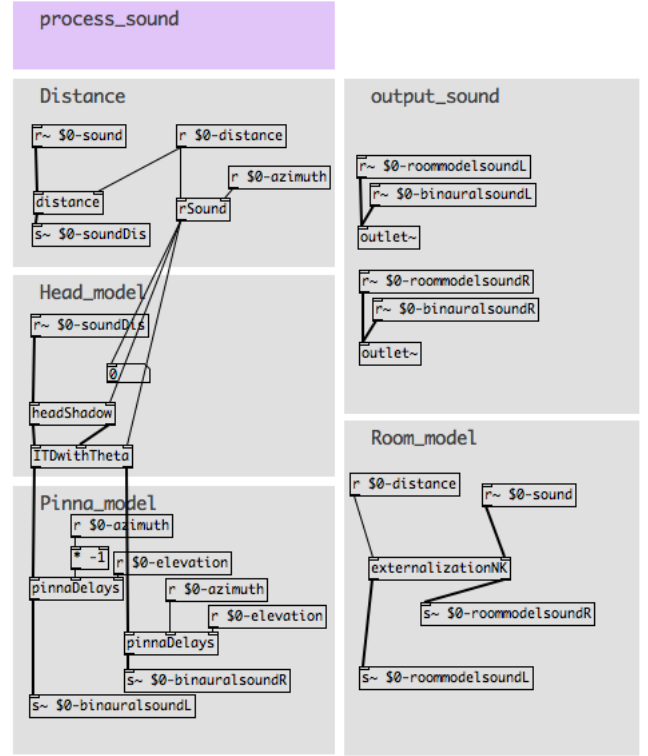 process_sound
Distance
r~ $0-sound
r $0-distance
r $0-azimuth
distance
rSound
s~ $0-soundDis
Head_model
r~ $0-soundDis
0
headShadow
ITDwithTheta
Pinna_model
r $0-azimuth
* -1
r $0-elevation
pinnaDelays
r $0-azimuth
r $0-elevation
pinnaDelays
s~ $0-binauralsoundR
s~ $0-binauralsoundL
output_sound
r~ $0-roommodelsoundL
r~ $0-binauralsoundL
outlet~
r~ $0-roommodelsoundR
r~ $0-binauralsoundR
outlet~
Room_model
r $0-distance
r~ $0-sound
externalizationNK
s~ $0-roommodelsoundR
s~ $0-roommodelsoundL